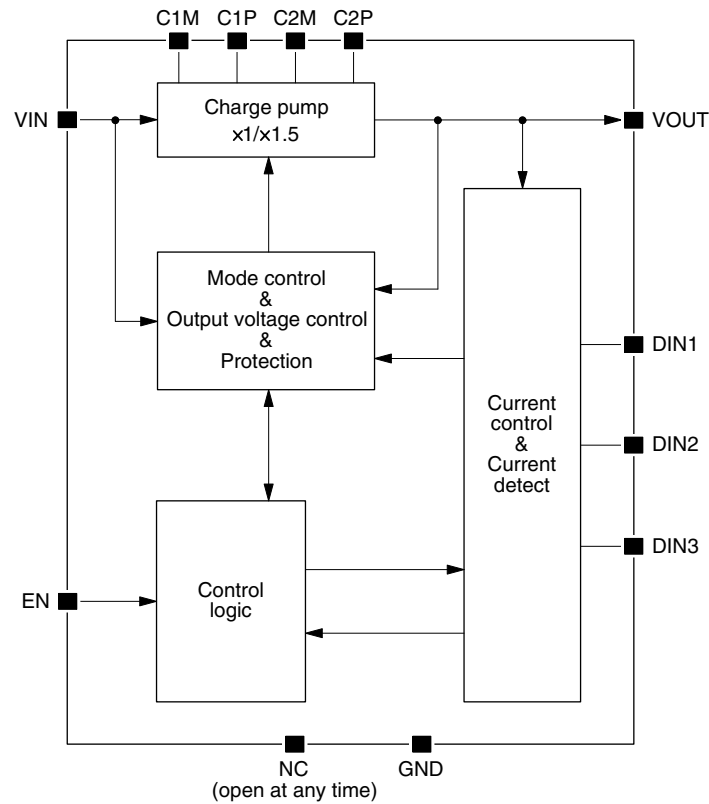 C1M C1P C2M C2P
VIN
Charge pump
×1/×1.5
VOUT
Mode control
&
Output voltage control
&
Protection
DIN1
Current
control
&
Current
detect
DIN2
DIN3
EN
Control
logic
NC
(open at any time)
GND